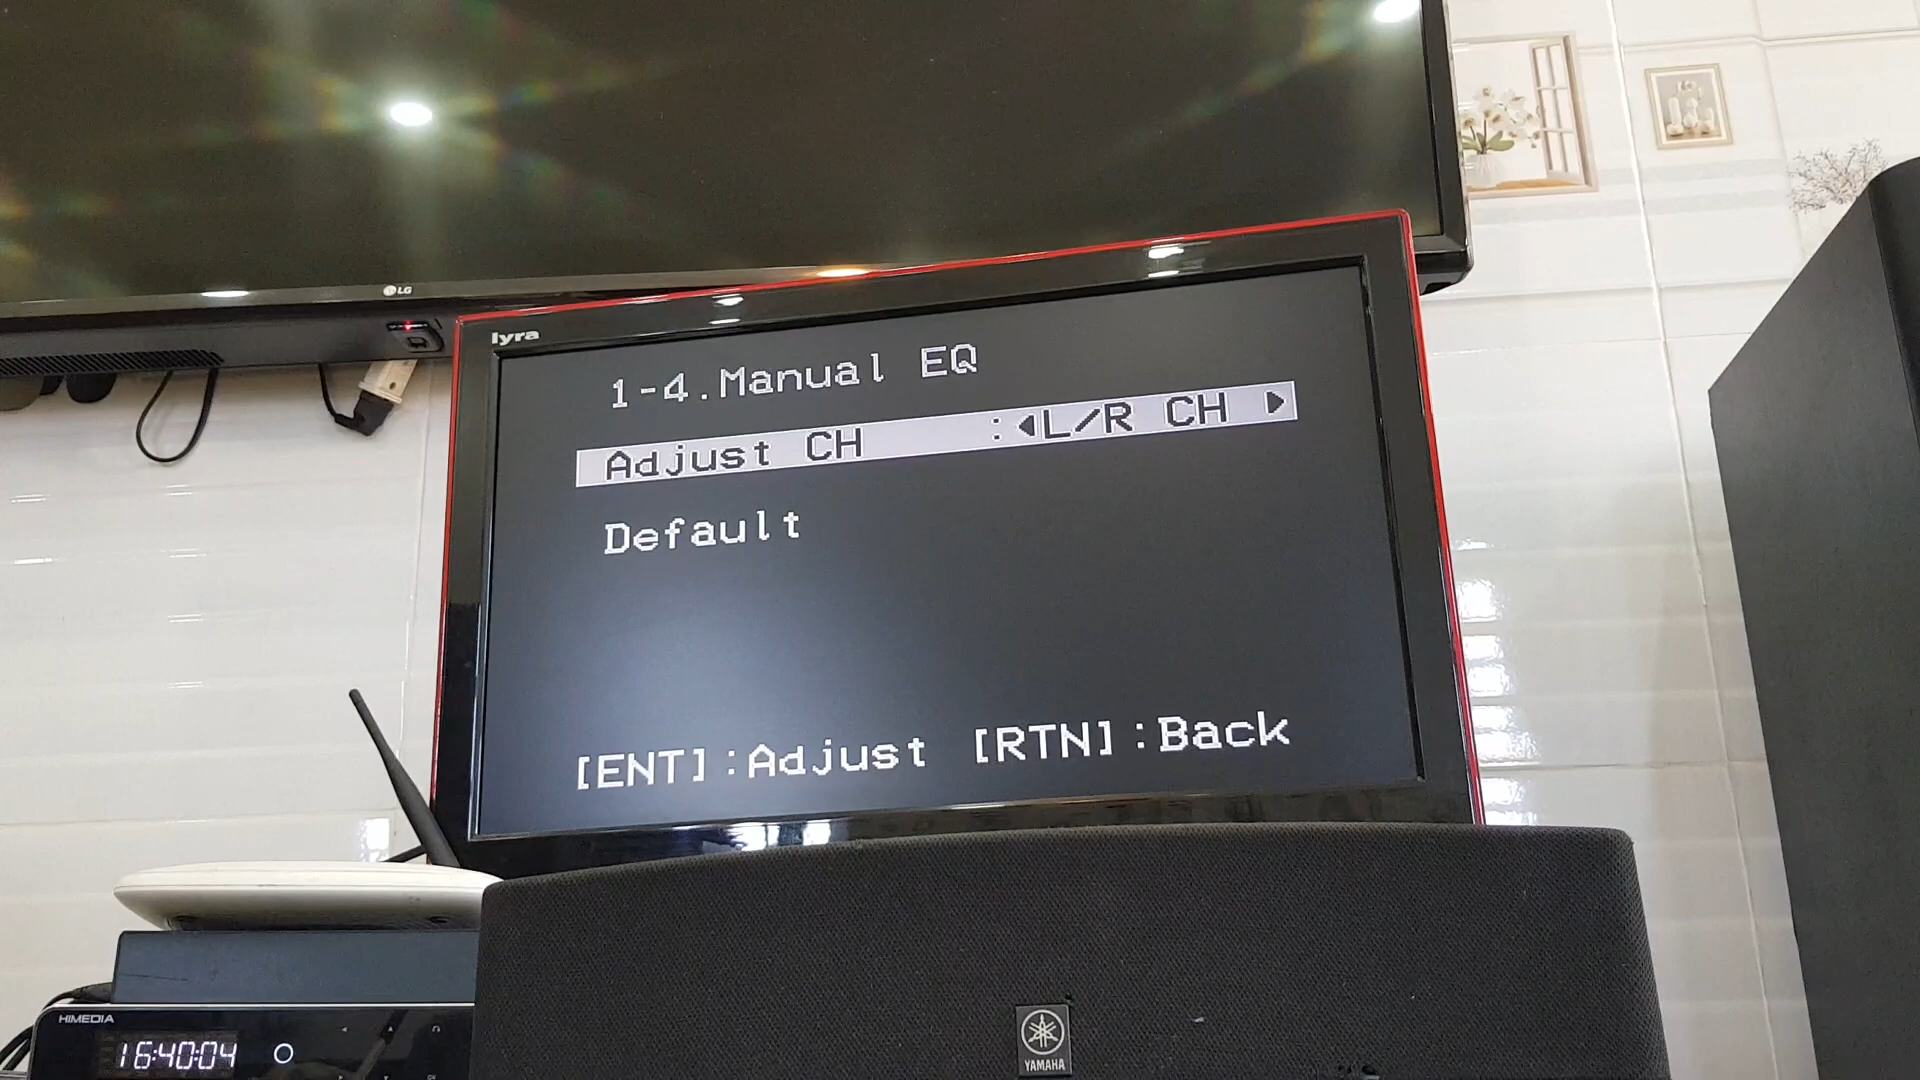 LG
lyra
1-4.Manual EQ
Adjust CH :◀L/R CH ▶
Default
[ENT]:Adjust [RTN]:Back
HIMEDIA
16:40:04
YAMAHA